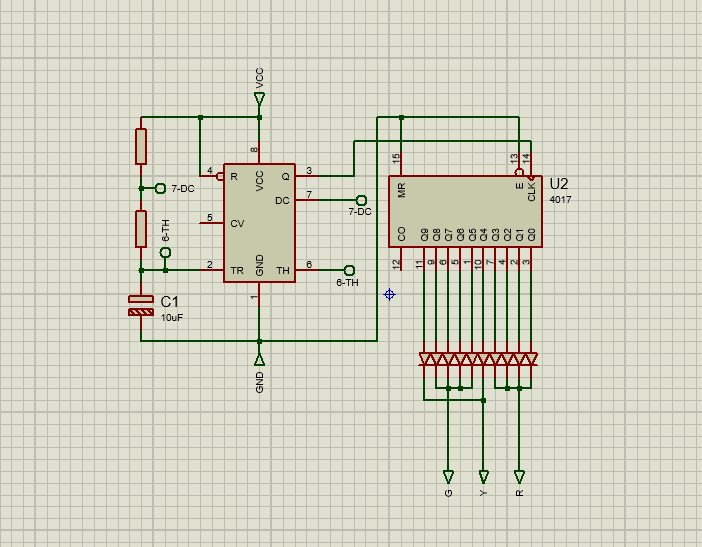 VCC
7-DC
6-TH
C1
10uF
4
R
8
VCC
Q
3
DC
7
7-DC
5
CV
2
TR
GND
TH
6
6-TH
1
GND
15
13
14
MR
E
CLK
U2
4017
CO
Q9
Q8
Q7
Q6
Q5
Q4
Q3
Q2
Q1
Q0
12
11
9
6
5
1
10
7
4
2
3
G
Y
R